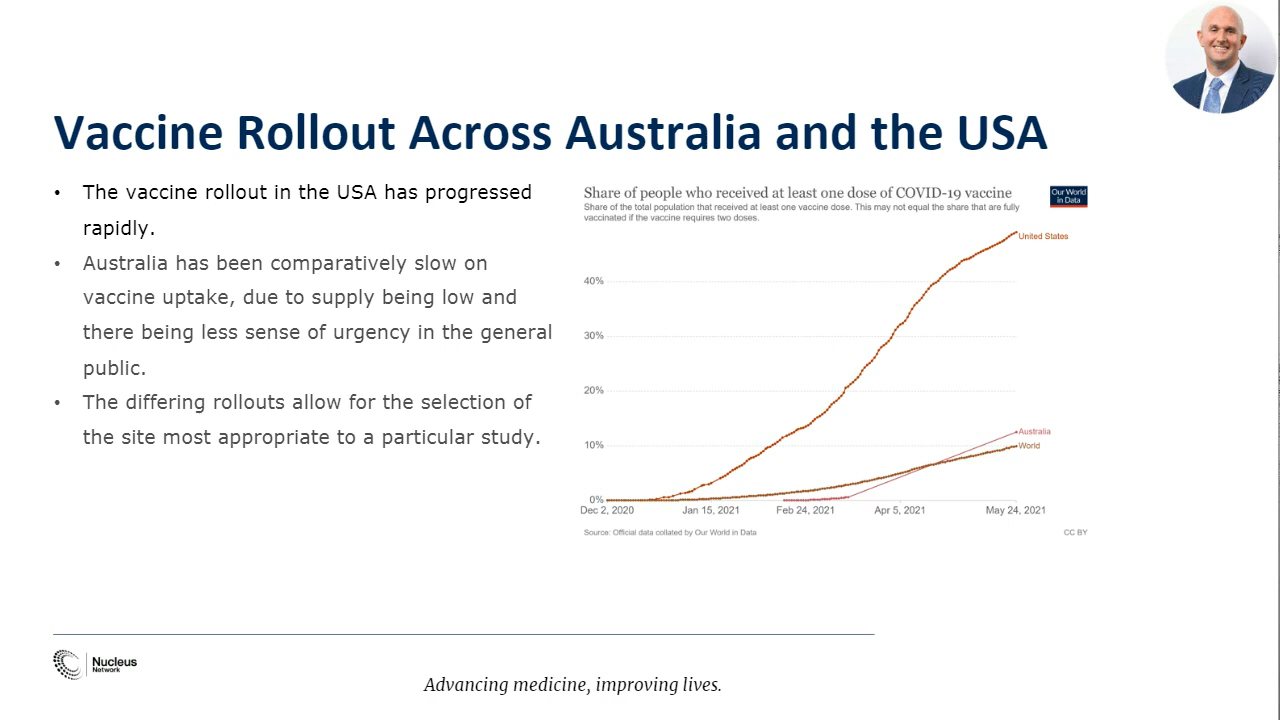 Vaccine Rollout Across Australia and the USA
• The vaccine rollout in the USA has progressed
rapidly.
• Australia has been comparatively slow on
vaccine uptake, due to supply being low and
there being less sense of urgency in the general
public.
• The differing rollouts allow for the selection of
the site most appropriate to a particular study.
Share of people who received at least one dose of COVID-19 vaccine
Share of the total population that received at least one vaccine dose. This may not equal the share that are fully
vaccinated if the vaccine requires two doses.
Our World
in Data
United States
40%
30%
20%
10%
Australia
World
0%
Dec 2, 2020 Jan 15, 2021 Feb 24, 2021 Apr 5, 2021 May 24, 2021
Source: Official data collated by Our World in Data CC BY
Nucleus
Network
Advancing medicine, improving lives.